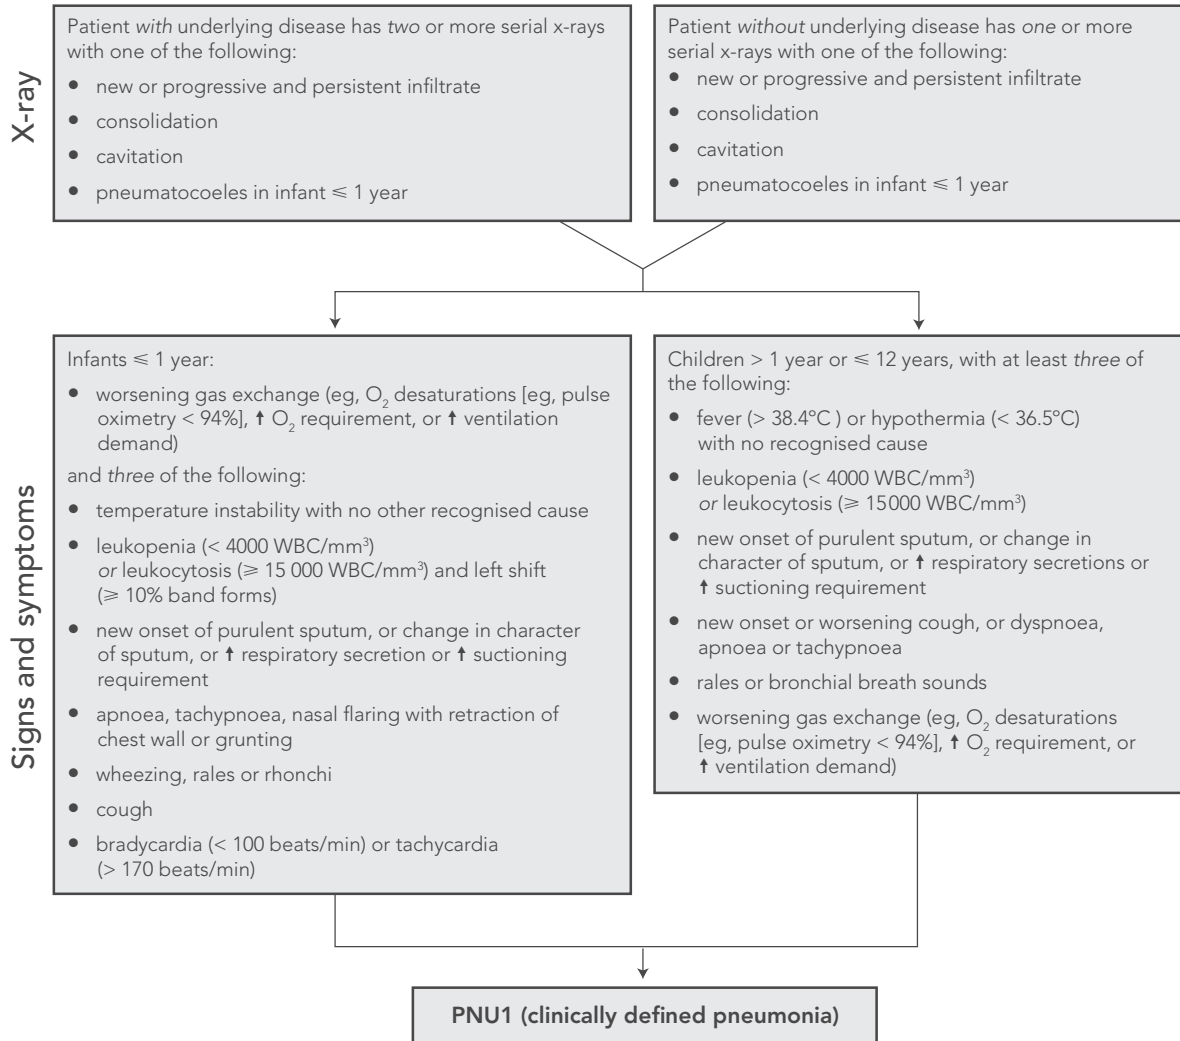 X-ray
Patient with underlying disease has two or more serial x-rays
with one of the following:
• new or progressive and persistent infiltrate
• consolidation
• cavitation
• pneumatocoeles in infant ⩽ 1 year
Patient without underlying disease has one or more
serial x-rays with one of the following:
• new or progressive and persistent infiltrate
• consolidation
• cavitation
• pneumatocoeles in infant ⩽ 1 year
Signs and symptoms
Infants ⩽ 1 year:
• worsening gas exchange (eg, O₂ desaturations [eg, pulse
oximetry < 94%], ↑ O₂ requirement, or ↑ ventilation
demand)
and three of the following:
• temperature instability with no other recognised cause
• leukopenia (< 4000 WBC/mm³)
or leukocytosis (⩾ 15 000 WBC/mm³) and left shift
(⩾ 10% band forms)
• new onset of purulent sputum, or change in character
of sputum, or ↑ respiratory secretion or ↑ suctioning
requirement
• apnoea, tachypnoea, nasal flaring with retraction of
chest wall or grunting
• wheezing, rales or rhonchi
• cough
• bradycardia (< 100 beats/min) or tachycardia
(> 170 beats/min)
Children > 1 year or ⩽ 12 years, with at least three of
the following:
• fever (> 38.4ºC ) or hypothermia (< 36.5ºC)
with no recognised cause
• leukopenia (< 4000 WBC/mm³)
or leukocytosis (⩾ 15 000 WBC/mm³)
• new onset of purulent sputum, or change in
character of sputum, or ↑ respiratory secretions or
↑ suctioning requirement
• new onset or worsening cough, or dyspnoea,
apnoea or tachypnoea
• rales or bronchial breath sounds
• worsening gas exchange (eg, O₂ desaturations
[eg, pulse oximetry < 94%], ↑ O₂ requirement, or
↑ ventilation demand)
PNU1 (clinically defined pneumonia)